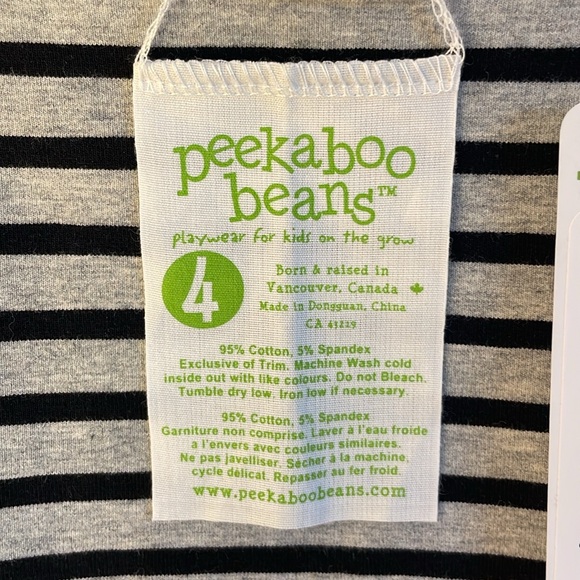 peekaboo
beans™
playwear for kids on the grow
4
Born & raised in
Vancouver, Canada
Made in Dongguan, China
CA 43229
95% Cotton, 5% Spandex
Exclusive of Trim. Machine Wash cold
inside out with like colours. Do not Bleach.
Tumble dry low. Iron low if necessary.
95% Cotton, 5% Spandex
Garniture non comprise. Laver à l'eau froide
a l'envers avec couleurs similaires.
Ne pas javelliser. Sécher à la machine,
cycle délicat. Repasser au fer froid.
www.peekaboobeans.com